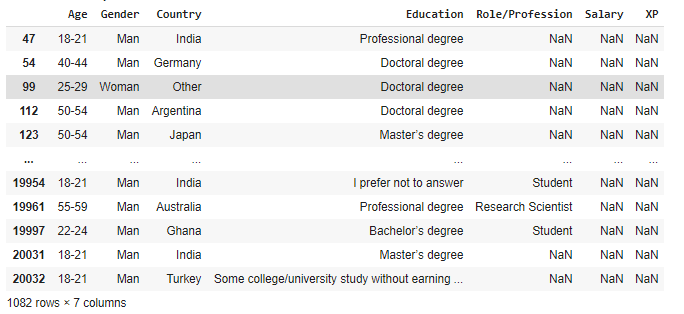 Age Gender Country Education Role/Profession Salary XP
47 18-21 Man India Professional degree NaN NaN NaN
54 40-44 Man Germany Doctoral degree NaN NaN NaN
99 25-29 Woman Other Doctoral degree NaN NaN NaN
112 50-54 Man Argentina Doctoral degree NaN NaN NaN
123 50-54 Man Japan Master's degree NaN NaN NaN
... ... ... ... ... ... ... ...
19954 18-21 Man India I prefer not to answer Student NaN NaN
19961 55-59 Man Australia Professional degree Research Scientist NaN NaN
19997 22-24 Man Ghana Bachelor's degree Student NaN NaN
20031 18-21 Man India Master's degree NaN NaN NaN
20032 18-21 Man Turkey Some college/university study without earning ... NaN NaN NaN
1082 rows × 7 columns